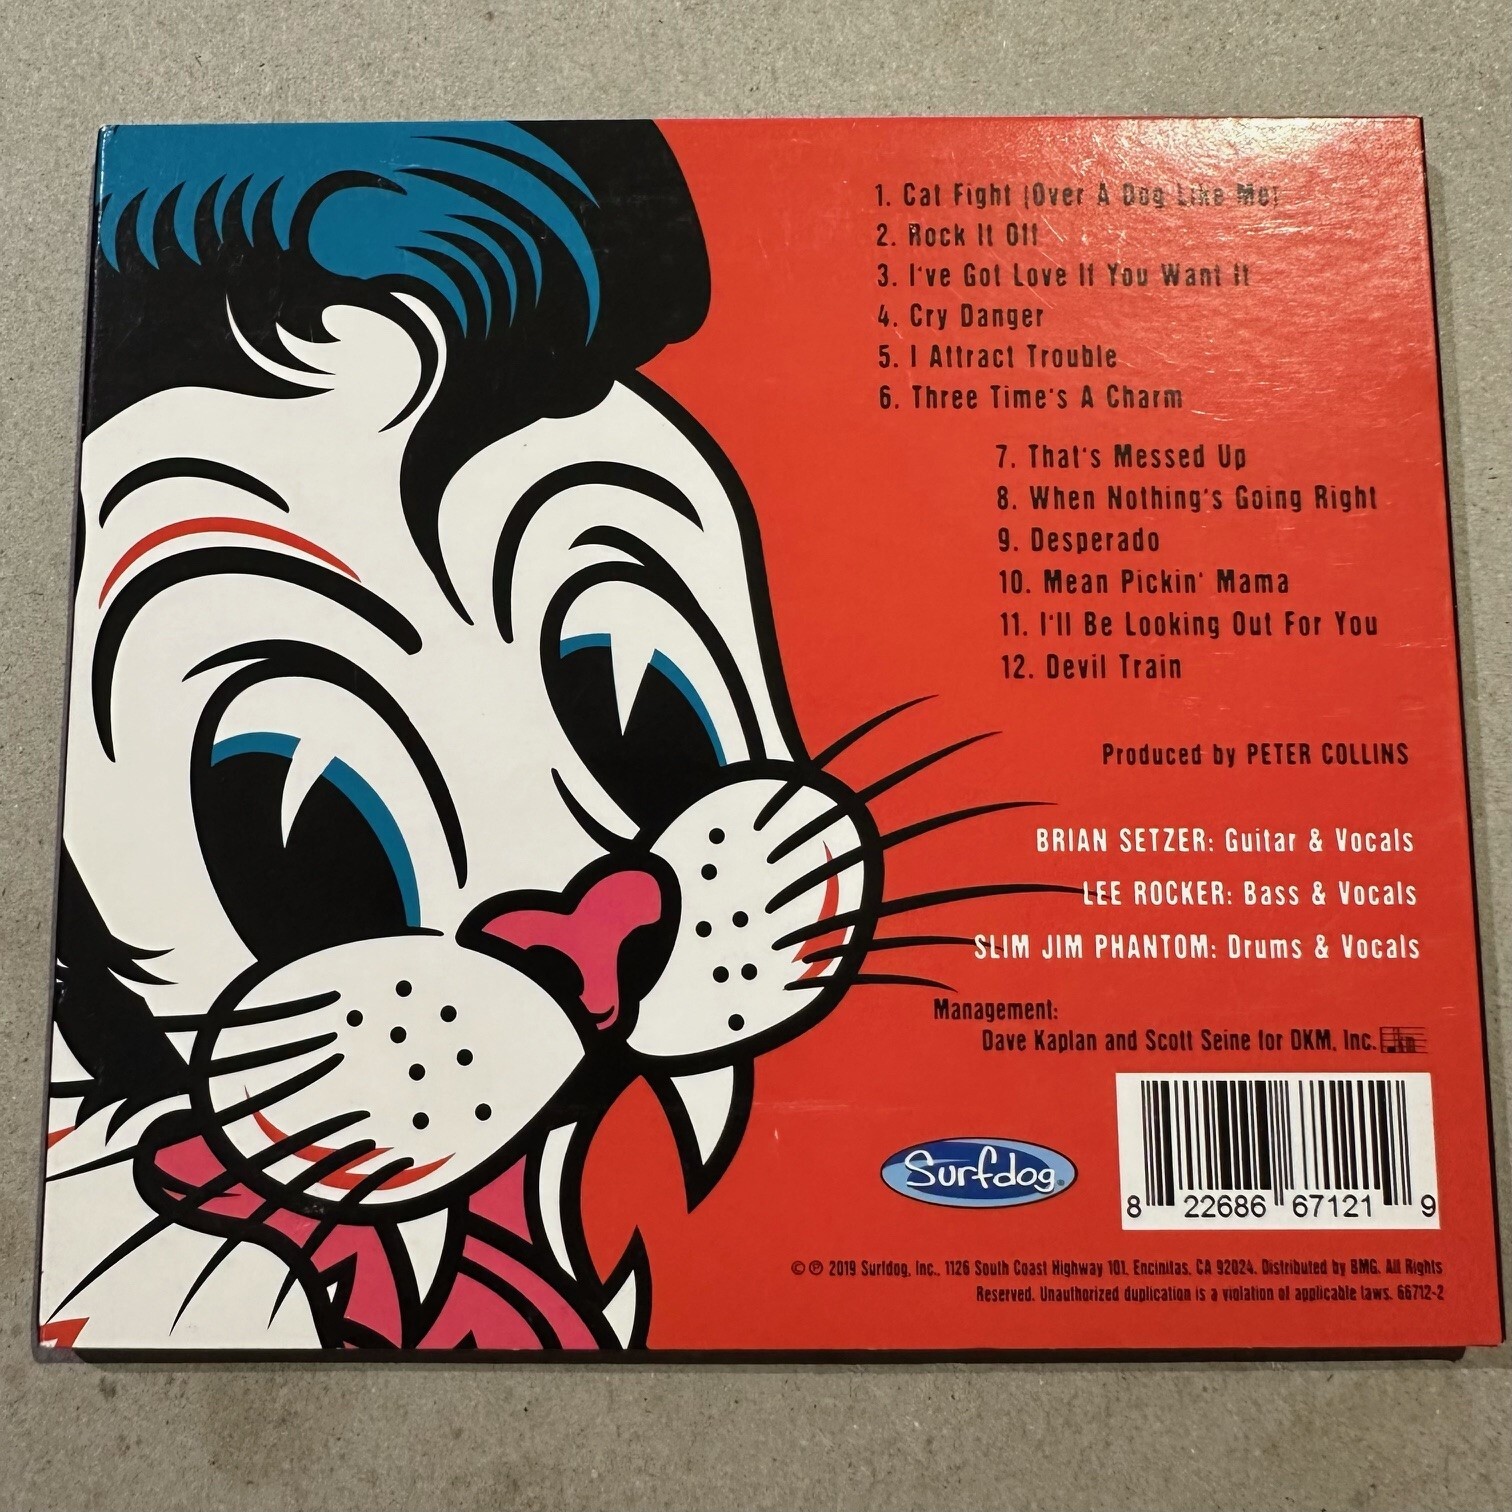 1. Cat Fight (Over A Dog Like Me)
2. Rock It Off
3. I've Got Love If You Want It
4. Cry Danger
5. I Attract Trouble
6. Three Time's A Charm
7. That's Messed Up
8. When Nothing's Going Right
9. Desperado
10. Mean Pickin' Mama
11. I'll Be Looking Out For You
12. Devil Train
Produced by PETER COLLINS
BRIAN SETZER: Guitar & Vocals
LEE ROCKER: Bass & Vocals
SLIM JIM PHANTOM: Drums & Vocals
Management:
Dave Kaplan and Scott Seine for DKM, Inc.
Surfdog®
8 22686 67121 9
© ℗ 2019 Surfdog, Inc., 1126 South Coast Highway 101, Encinitas, CA 92024. Distributed by BMG. All Rights
Reserved. Unauthorized duplication is a violation of applicable laws. 66712-2